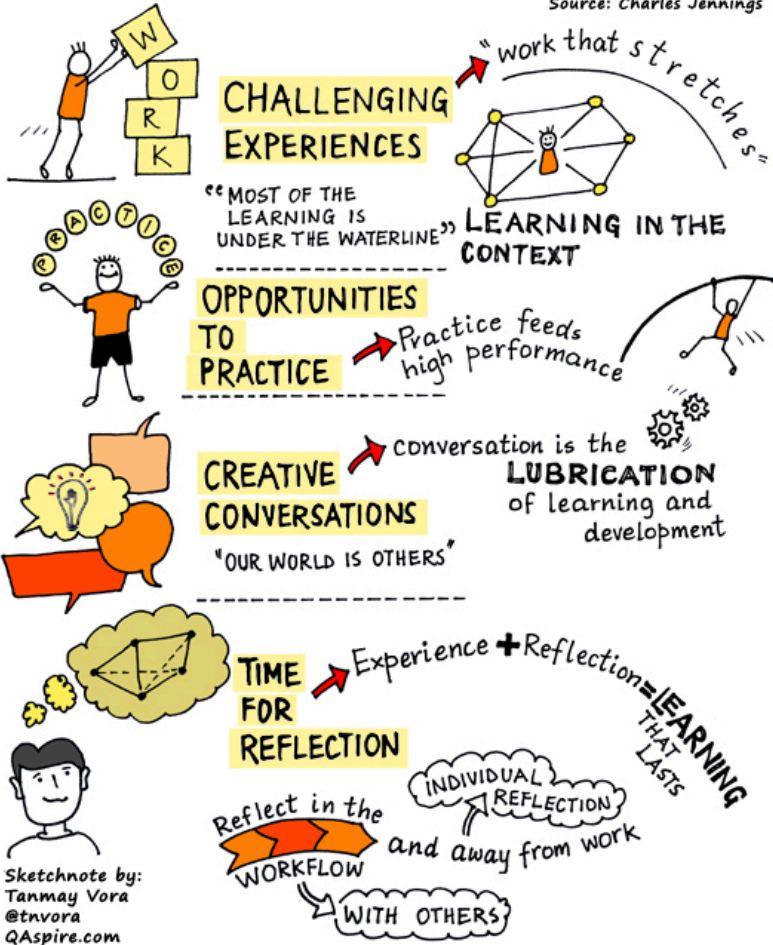 Source: Charles Jennings
W
O
R
K
CHALLENGING
EXPERIENCES
"work that stretches"
"MOST OF THE
LEARNING IS
UNDER THE WATERLINE"
LEARNING IN THE
CONTEXT
PRACTICE
OPPORTUNITIES
TO
PRACTICE
Practice feeds
high performance
CREATIVE
CONVERSATIONS
"OUR WORLD IS OTHERS"
conversation is the
LUBRICATION
of learning and
development
TIME
FOR
REFLECTION
Experience + Reflection = LEARNING
THAT
LASTS
Reflect in the
WORKFLOW
and away from work
INDIVIDUAL
REFLECTION
WITH OTHERS
Sketchnote by:
Tanmay Vora
@tnvora
QAspire.com